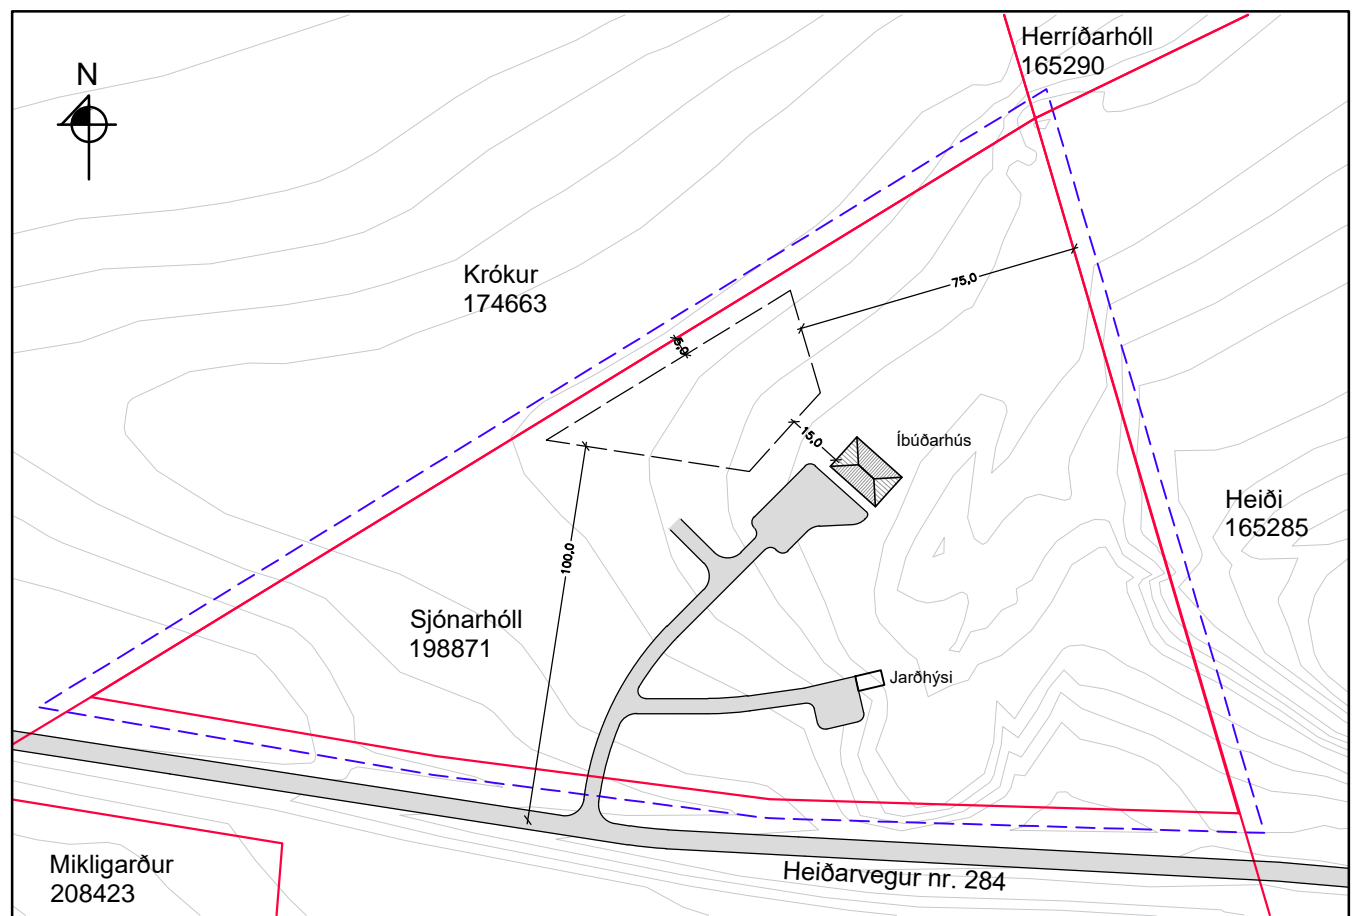 Herríðarhóll
165290
N
Krókur
174663
75,0
5,0
15,0
Íbúðarhús
Heiði
165285
100,0
Sjónarhóll
198871
Jarðhýsi
Mikligarður
208423
Heiðarvegur nr. 284